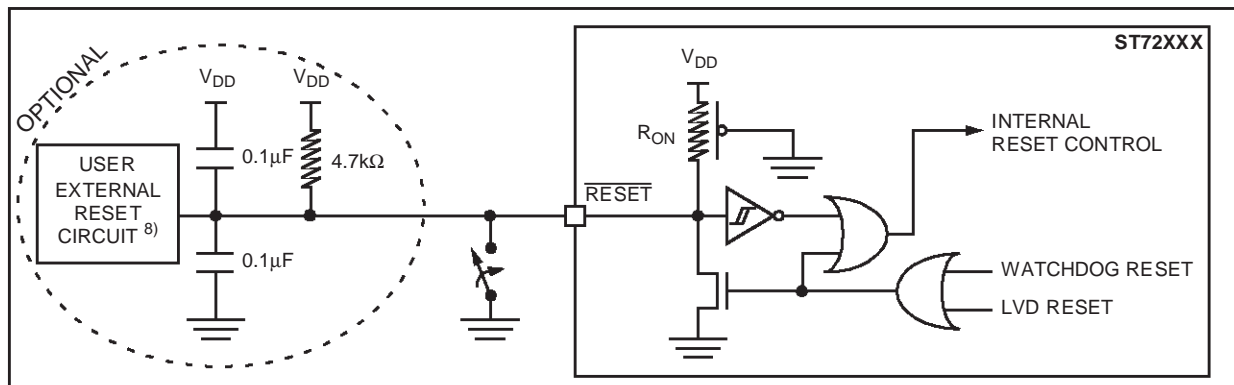 OPTIONAL
USER
EXTERNAL
RESET
CIRCUIT 8)
VDD
0.1μF
0.1μF
VDD
4.7kΩ
ST72XXX
VDD
RON
RESET
INTERNAL
RESET CONTROL
WATCHDOG RESET
LVD RESET